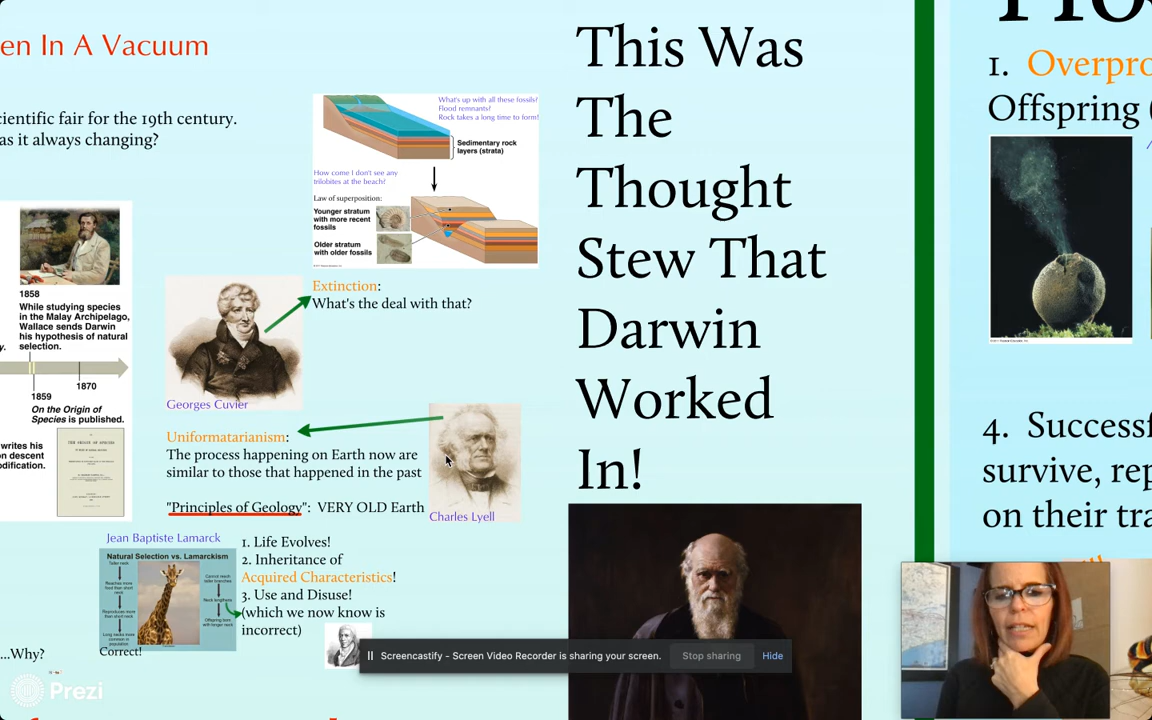 en In A Vacuum
cientific fair for the 19th century.
as it always changing?
What's up with all these fossils?
Flood remnants?
Rock takes a long time to form!
Sedimentary rock
layers (strata)
How come I don't see any
trilobites at the beach?
Law of superposition:
Younger stratum
with more recent
fossils
Older stratum
with older fossils
1858
While studying species
in the Malay Archipelago,
Wallace sends Darwin
his hypothesis of natural
selection.
y.
1870
1859
On the Origin of
Species is published.
writes his
on descent
odification.
Georges Cuvier
Extinction:
What's the deal with that?
Uniformatarianism:
The process happening on Earth now are
similar to those that happened in the past
"Principles of Geology": VERY OLD Earth
Charles Lyell
Jean Baptiste Lamarck
Natural Selection vs. Lamarckism
Correct!
1. Life Evolves!
2. Inheritance of
Acquired Characteristics!
3. Use and Disuse!
(which we now know is
incorrect)
...Why?
Prezi
This Was
The
Thought
Stew That
Darwin
Worked
In!
1. Overpro
Offspring (
4. Successf
survive, rep
on their tra
Screencastify - Screen Video Recorder is sharing your screen.
Stop sharing
Hide